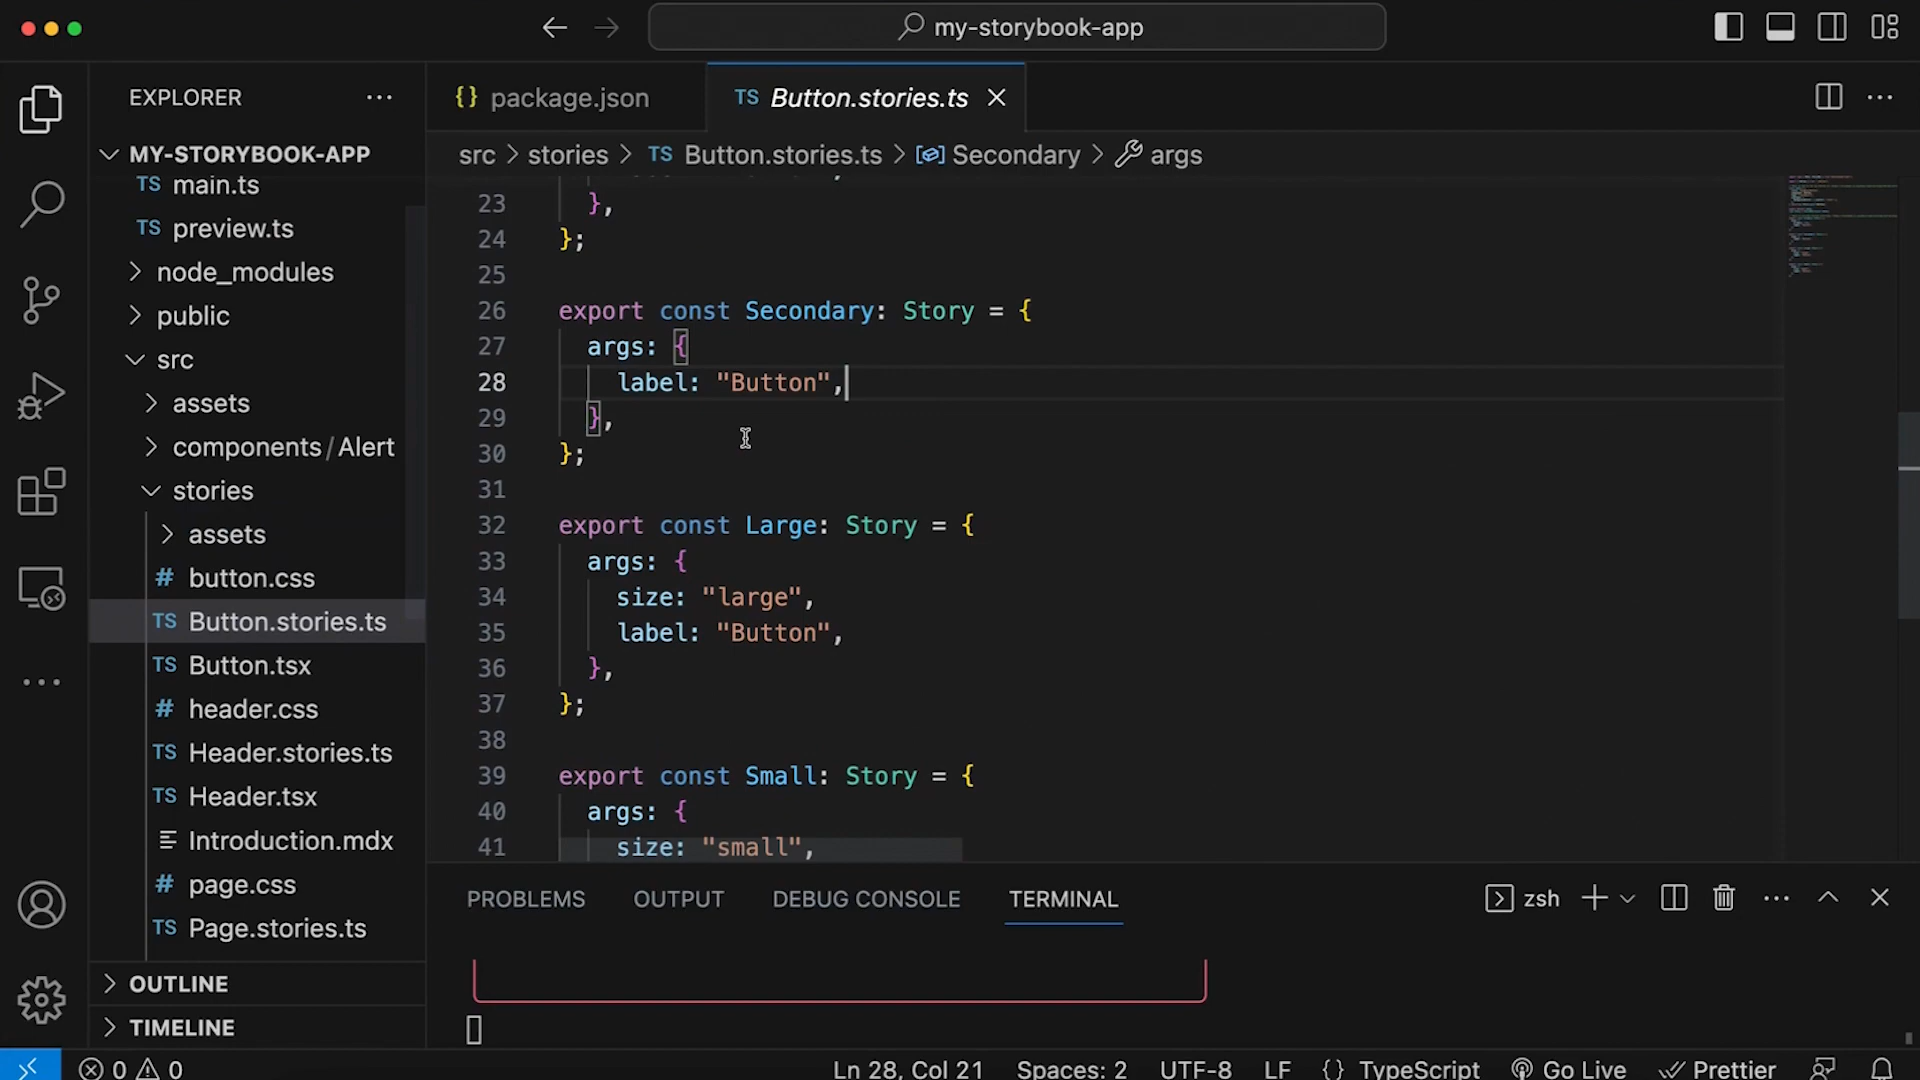 my-storybook-app
EXPLORER
{} package.json
TS Button.stories.ts
MY-STORYBOOK-APP
src > stories > TS Button.stories.ts > Secondary > args
TS main.ts
TS preview.ts
node_modules
public
src
assets
components/Alert
stories
assets
# button.css
TS Button.stories.ts
TS Button.tsx
# header.css
TS Header.stories.ts
TS Header.tsx
Introduction.mdx
# page.css
TS Page.stories.ts
OUTLINE
TIMELINE
23 },
24 };
25
26 export const Secondary: Story = {
27 args: {
28 label: "Button",
29 },
30 };
31
32 export const Large: Story = {
33 args: {
34 size: "large",
35 label: "Button",
36 },
37 };
38
39 export const Small: Story = {
40 args: {
41 size: "small",
PROBLEMS OUTPUT DEBUG CONSOLE TERMINAL
zsh
0 0
Ln 28, Col 21 Spaces: 2 UTF-8 LF {} TypeScript Go Live Prettier